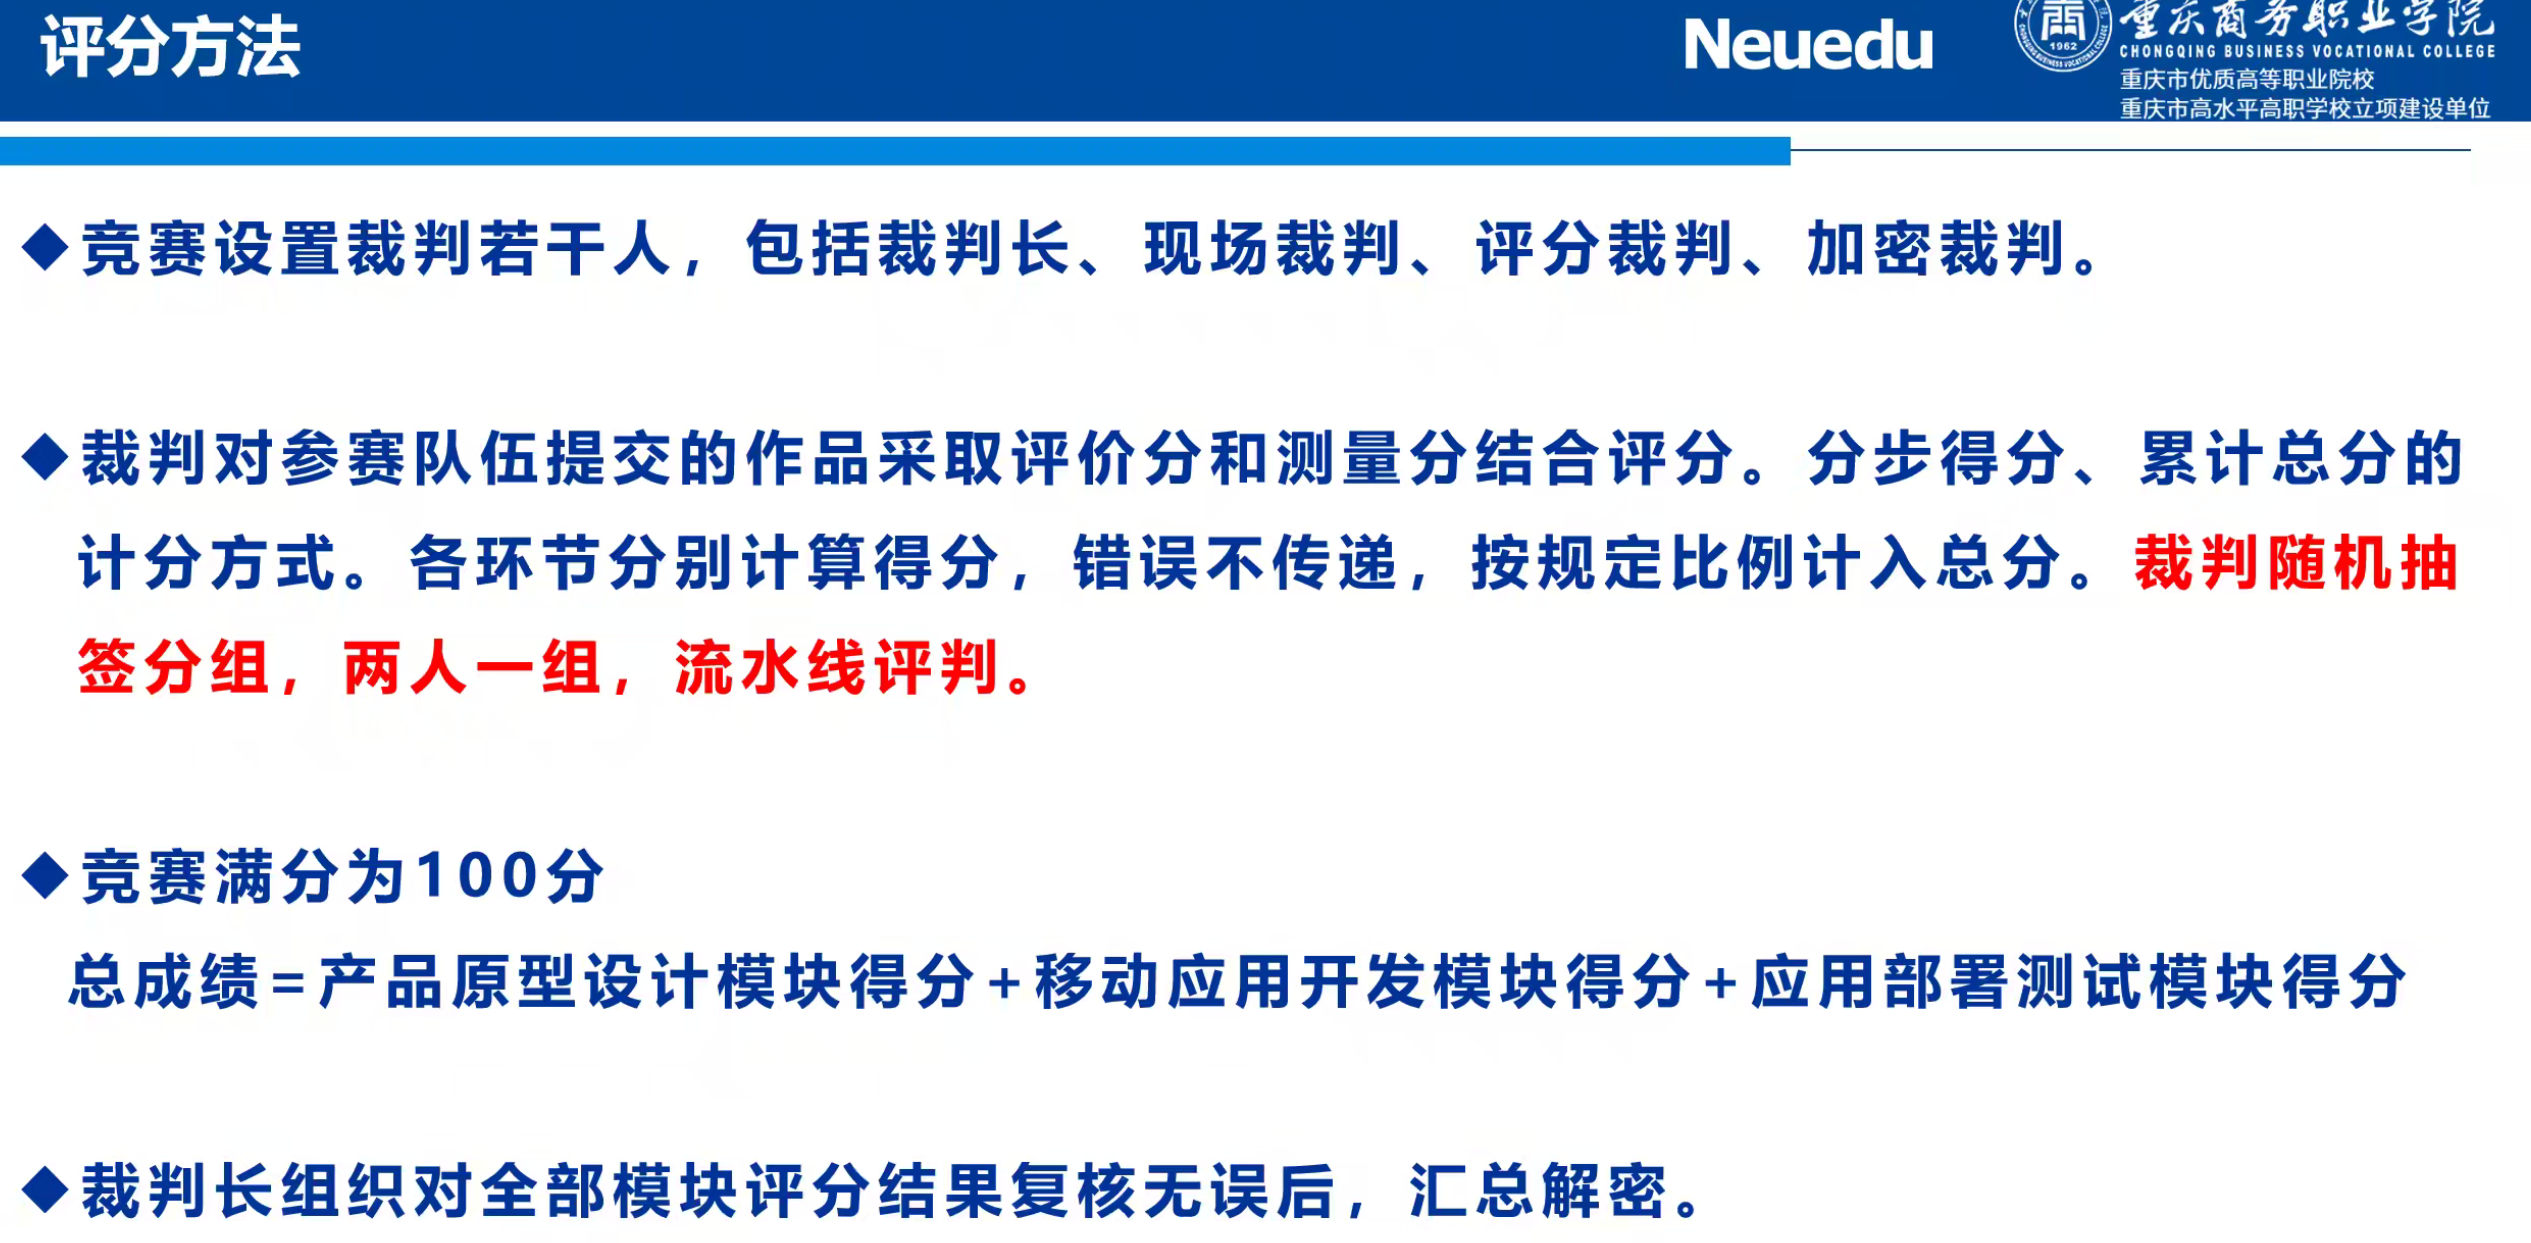 评分方法
Neuedu
重庆商务职业学院
1962
CHONGQING BUSINESS VOCATIONAL COLLEGE
重庆市优质高等职业院校
重庆市高水平高职学校立项建设单位
◆竞赛设置裁判若干人，包括裁判长、现场裁判、评分裁判、加密裁判。
◆裁判对参赛队伍提交的作品采取评价分和测量分结合评分。分步得分、累计总分的
计分方式。各环节分别计算得分，错误不传递，按规定比例计入总分。裁判随机抽
签分组，两人一组，流水线评判。
◆竞赛满分为100分
总成绩=产品原型设计模块得分+移动应用开发模块得分+应用部署测试模块得分
◆裁判长组织对全部模块评分结果复核无误后，汇总解密。